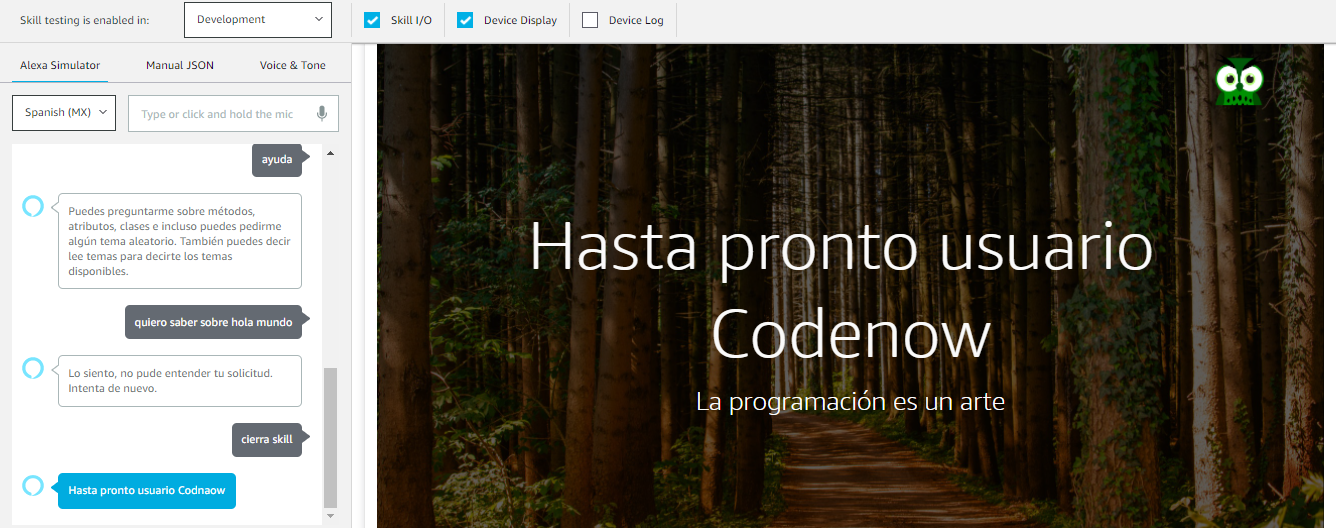 Skill testing is enabled in:
Development
Skill I/O
Device Display
Device Log
Alexa Simulator
Manual JSON
Voice & Tone
Spanish (MX)
Type or click and hold the mic
ayuda
Puedes preguntarme sobre métodos,
atributos, clases e incluso puedes pedirme
algún tema aleatorio. También puedes decir
lee temas para decirte los temas
disponibles.
quiero saber sobre hola mundo
Lo siento, no pude entender tu solicitud.
Intenta de nuevo.
cierra skill
Hasta pronto usuario Codnaow
Hasta pronto usuario
Codenow
La programación es un arte